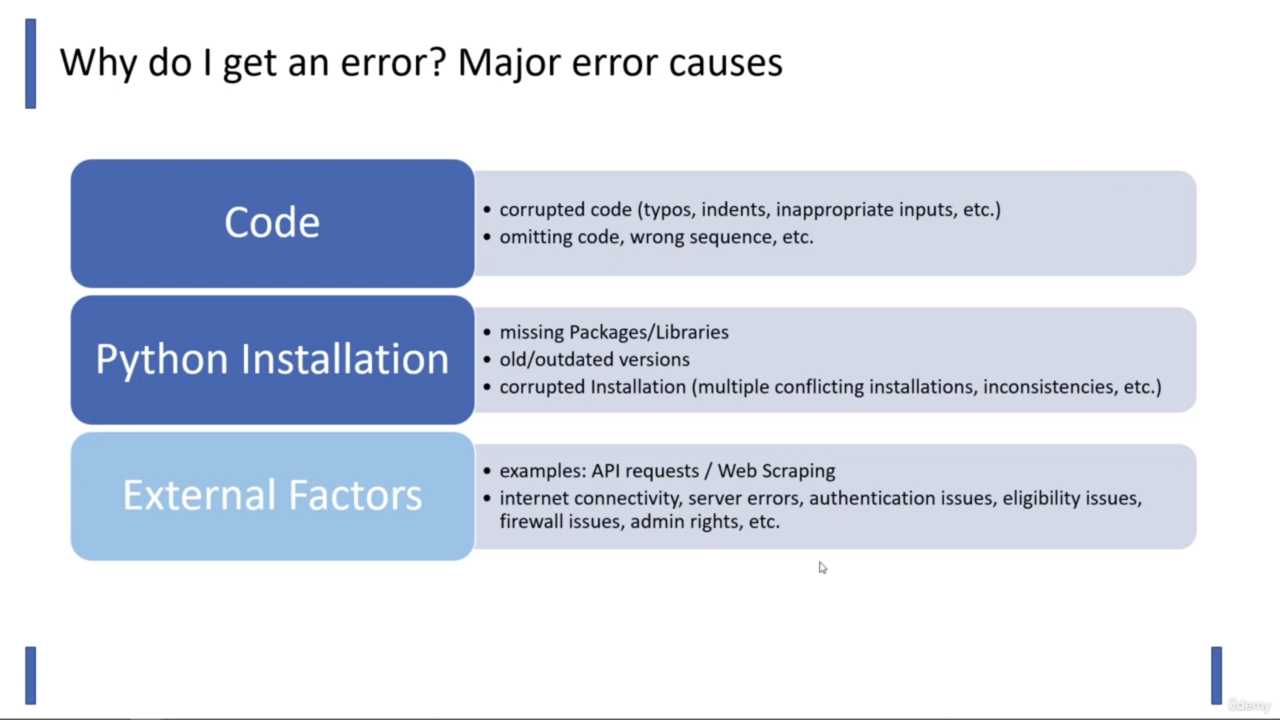 Why do I get an error? Major error causes
Code
• corrupted code (typos, indents, inappropriate inputs, etc.)
• omitting code, wrong sequence, etc.
Python Installation
• missing Packages/Libraries
• old/outdated versions
• corrupted Installation (multiple conflicting installations, inconsistencies, etc.)
External Factors
• examples: API requests / Web Scraping
• internet connectivity, server errors, authentication issues, eligibility issues,
firewall issues, admin rights, etc.
ûdemy